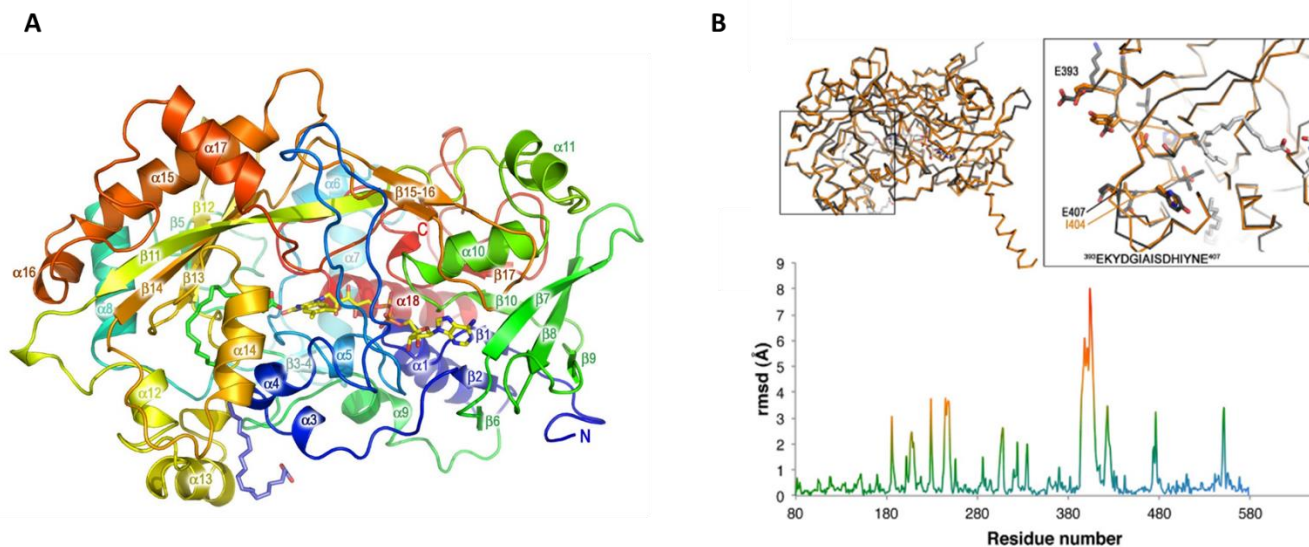 A
α17
α15
α16
α8
β5
β12
β11
β14
β13
α6
α7
β15-16
C
α11
α10
β17
β10
β7
α18
β8
β9
β1
α1
β2
β6
N
α14
α4
β3-4
α5
α3
α9
α12
α13
B
E393
E407
I404
³⁹³EKYDGIAISDHIYNE⁴⁰⁷
rmsd (Å)
9
8
7
6
5
4
3
2
1
0
80
180
280
380
480
580
Residue number